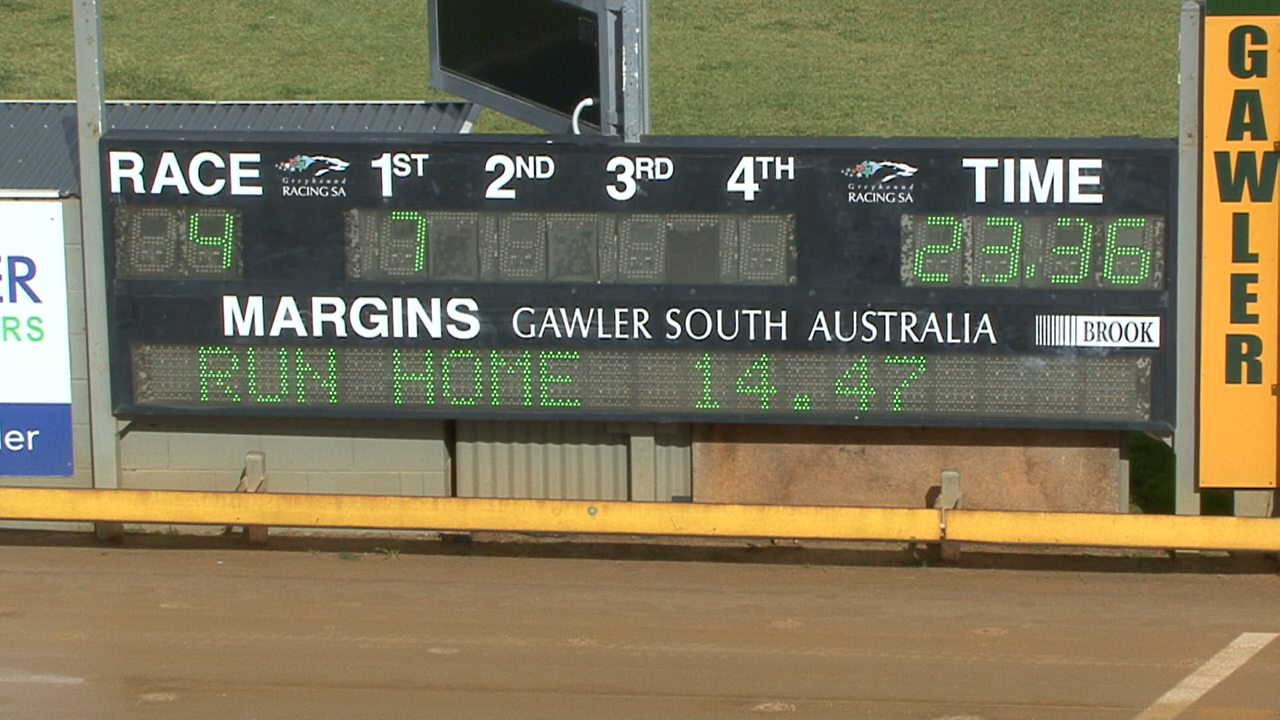 RACE
Greyhound
RACING SA
1ST 2ND 3RD 4TH
Greyhound
RACING SA
TIME
4 7 23.36
MARGINS GAWLER SOUTH AUSTRALIA BROOK
RUN HOME 14.47
GAWLER
ER
RS
ler